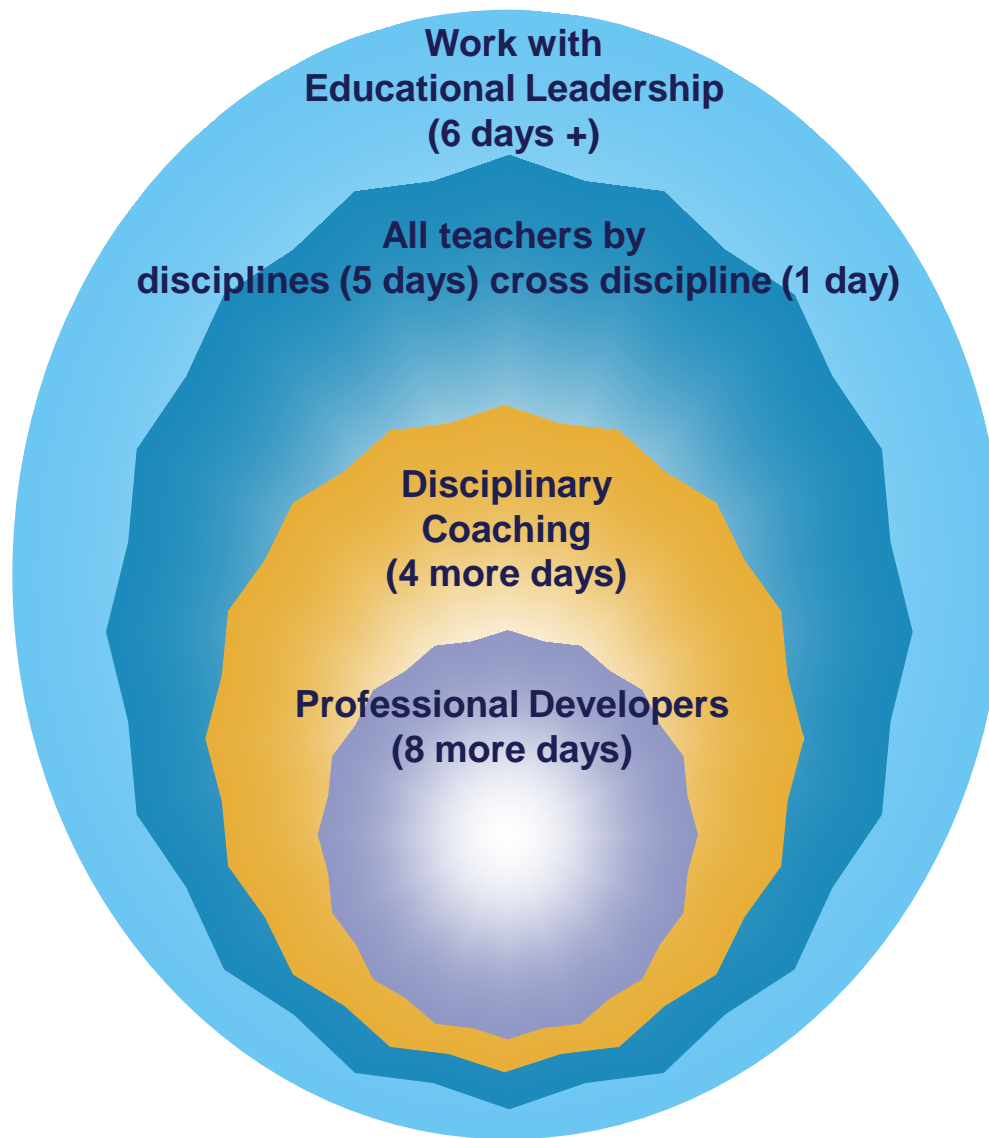 Work with
Educational Leadership
(6 days +)
All teachers by
disciplines (5 days) cross discipline (1 day)
Disciplinary
Coaching
(4 more days)
Professional Developers
(8 more days)